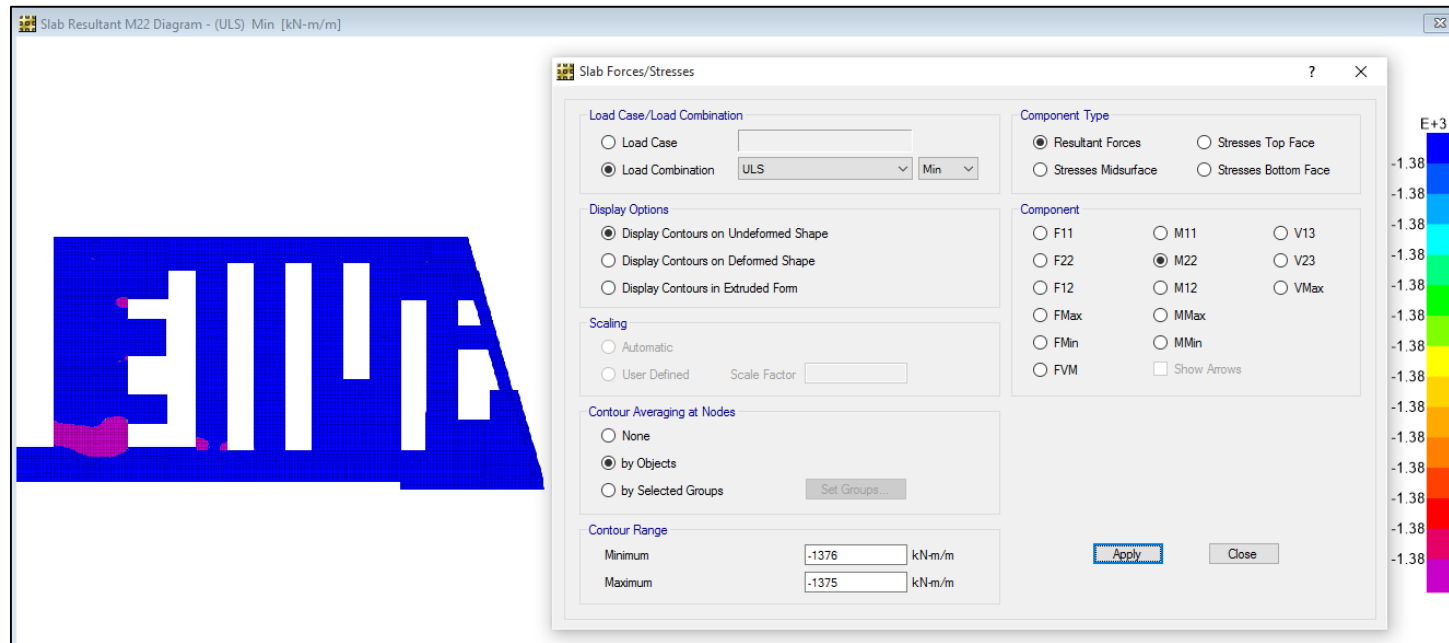 Slab Resultant M22 Diagram - (ULS) Min [kN-m/m]
Slab Forces/Stresses
?
Load Case/Load Combination
Load Case
Load Combination
ULS
Min
Display Options
Display Contours on Undeformed Shape
Display Contours on Deformed Shape
Display Contours in Extruded Form
Scaling
Automatic
User Defined Scale Factor
Contour Averaging at Nodes
None
by Objects
by Selected Groups
Set Groups...
Contour Range
Minimum -1376 kN-m/m
Maximum -1375 kN-m/m
Component Type
Resultant Forces Stresses Top Face
Stresses Midsurface Stresses Bottom Face
Component
F11 M11 V13
F22 M22 V23
F12 M12 VMax
FMax MMax
FMin MMin
FVM Show Arrows
Apply Close
E+3
-1.38
-1.38
-1.38
-1.38
-1.38
-1.38
-1.38
-1.38
-1.38
-1.38
-1.38
-1.38
-1.38
-1.38